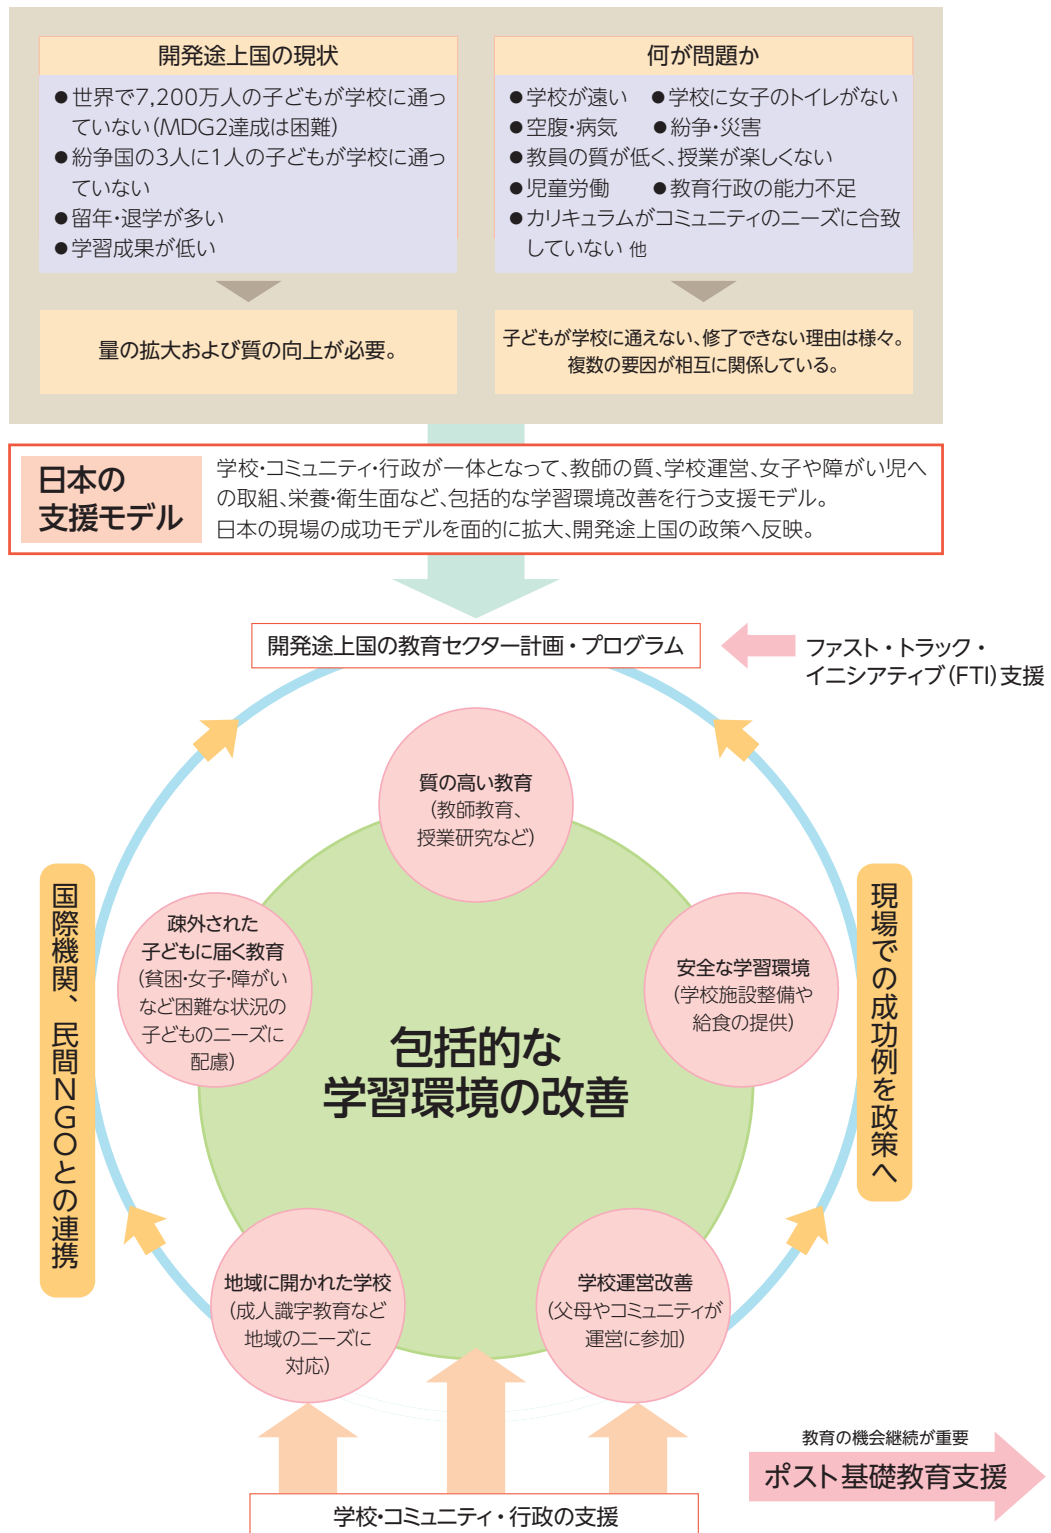 開発途上国の現状
●世界で7,200万人の子どもが学校に通っ
ていない(MDG2達成は困難)
●紛争国の3人に1人の子どもが学校に通っ
ていない
●留年・退学が多い
●学習成果が低い
量の拡大および質の向上が必要。
何が問題か
●学校が遠い ●学校に女子のトイレがない
●空腹・病気 ●紛争・災害
●教員の質が低く、授業が楽しくない
●児童労働 ●教育行政の能力不足
●カリキュラムがコミュニティのニーズに合致
していない 他
子どもが学校に通えない、修了できない理由は様々。
複数の要因が相互に関係している。
日本の
支援モデル
学校・コミュニティ・行政が一体となって、教師の質、学校運営、女子や障がい児へ
の取組、栄養・衛生面など、包括的な学習環境改善を行う支援モデル。
日本の現場の成功モデルを面的に拡大、開発途上国の政策へ反映。
開発途上国の教育セクター計画・プログラム
ファスト・トラック・
イニシアティブ(FTI)支援
質の高い教育
(教師教育、
授業研究など)
疎外された
子どもに届く教育
(貧困・女子・障がい
など困難な状況の
子どものニーズに
配慮)
安全な学習環境
(学校施設整備や
給食の提供)
包括的な
学習環境の改善
国際機関、民間NGOとの連携
現場での成功例を政策へ
地域に開かれた学校
(成人識字教育など
地域のニーズに
対応)
学校運営改善
(父母やコミュニティが
運営に参加)
教育の機会継続が重要
ポスト基礎教育支援
学校・コミュニティ・行政の支援